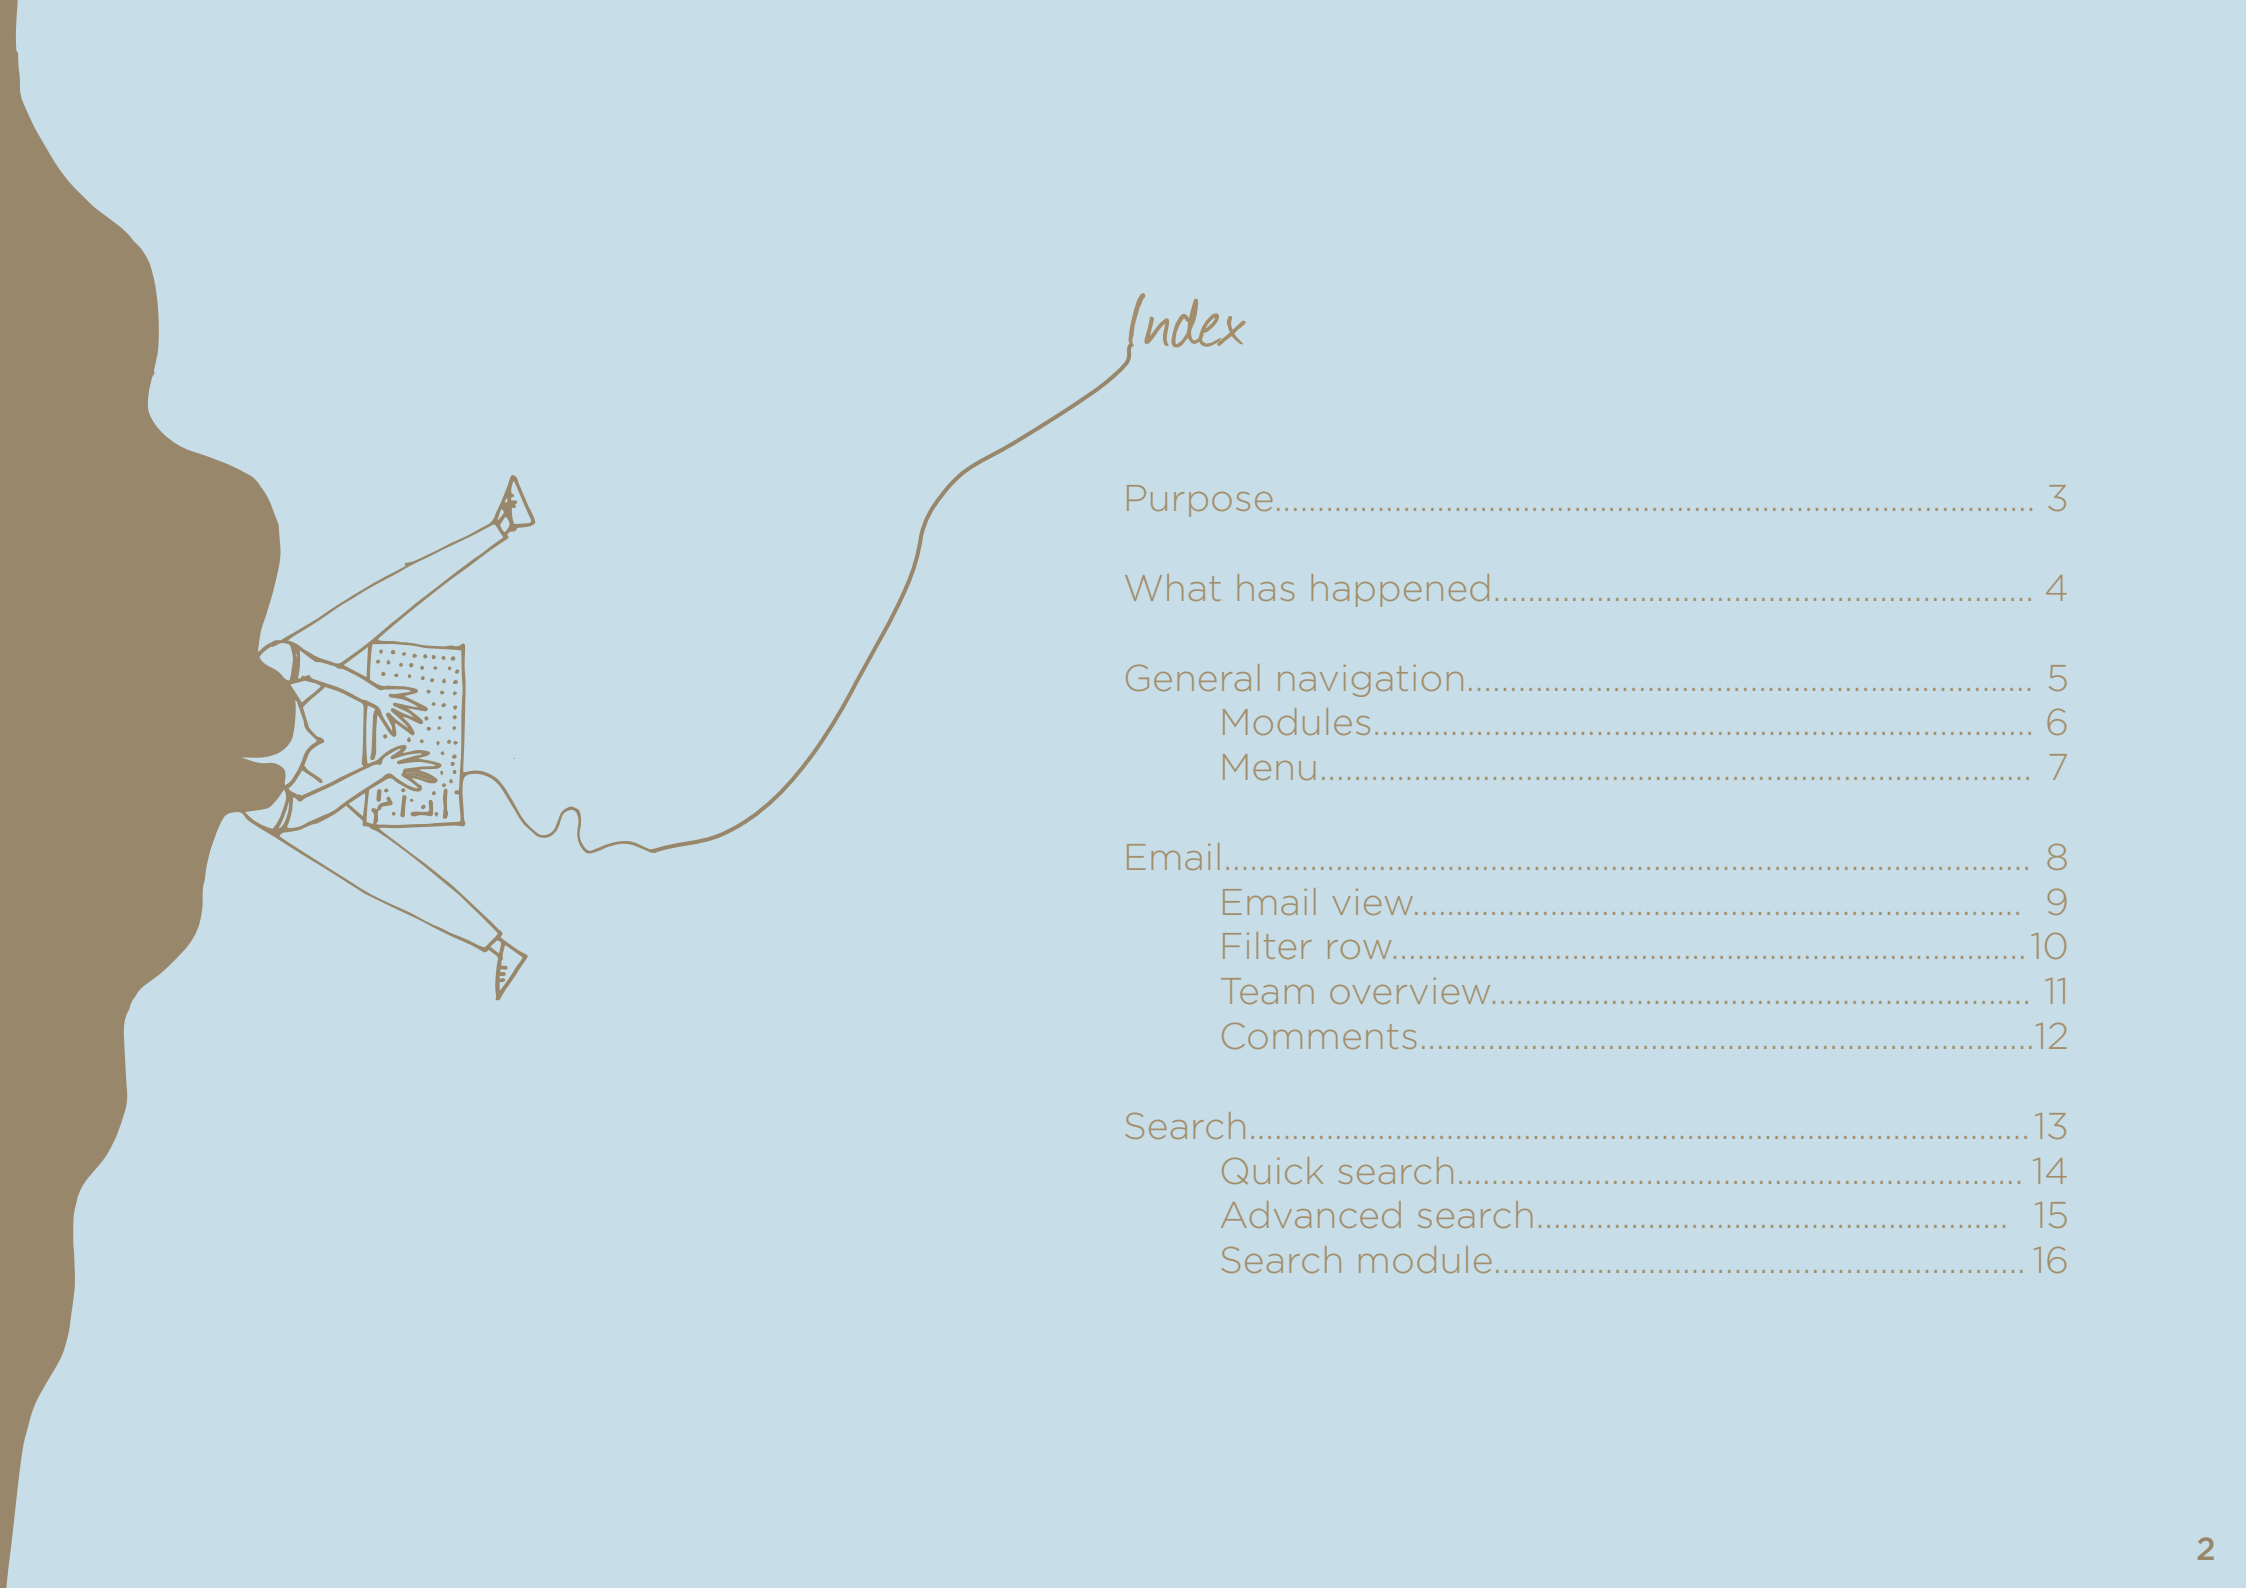 Index
Purpose........................................................................................ 3
What has happened............................................................... 4
General navigation.................................................................. 5
Modules............................................................................. 6
Menu................................................................................... 7
Email.............................................................................................. 8
Email view....................................................................... 9
Filter row..........................................................................10
Team overview............................................................... 11
Comments........................................................................12
Search...........................................................................................13
Quick search.................................................................. 14
Advanced search....................................................... 15
Search module.............................................................. 16
2